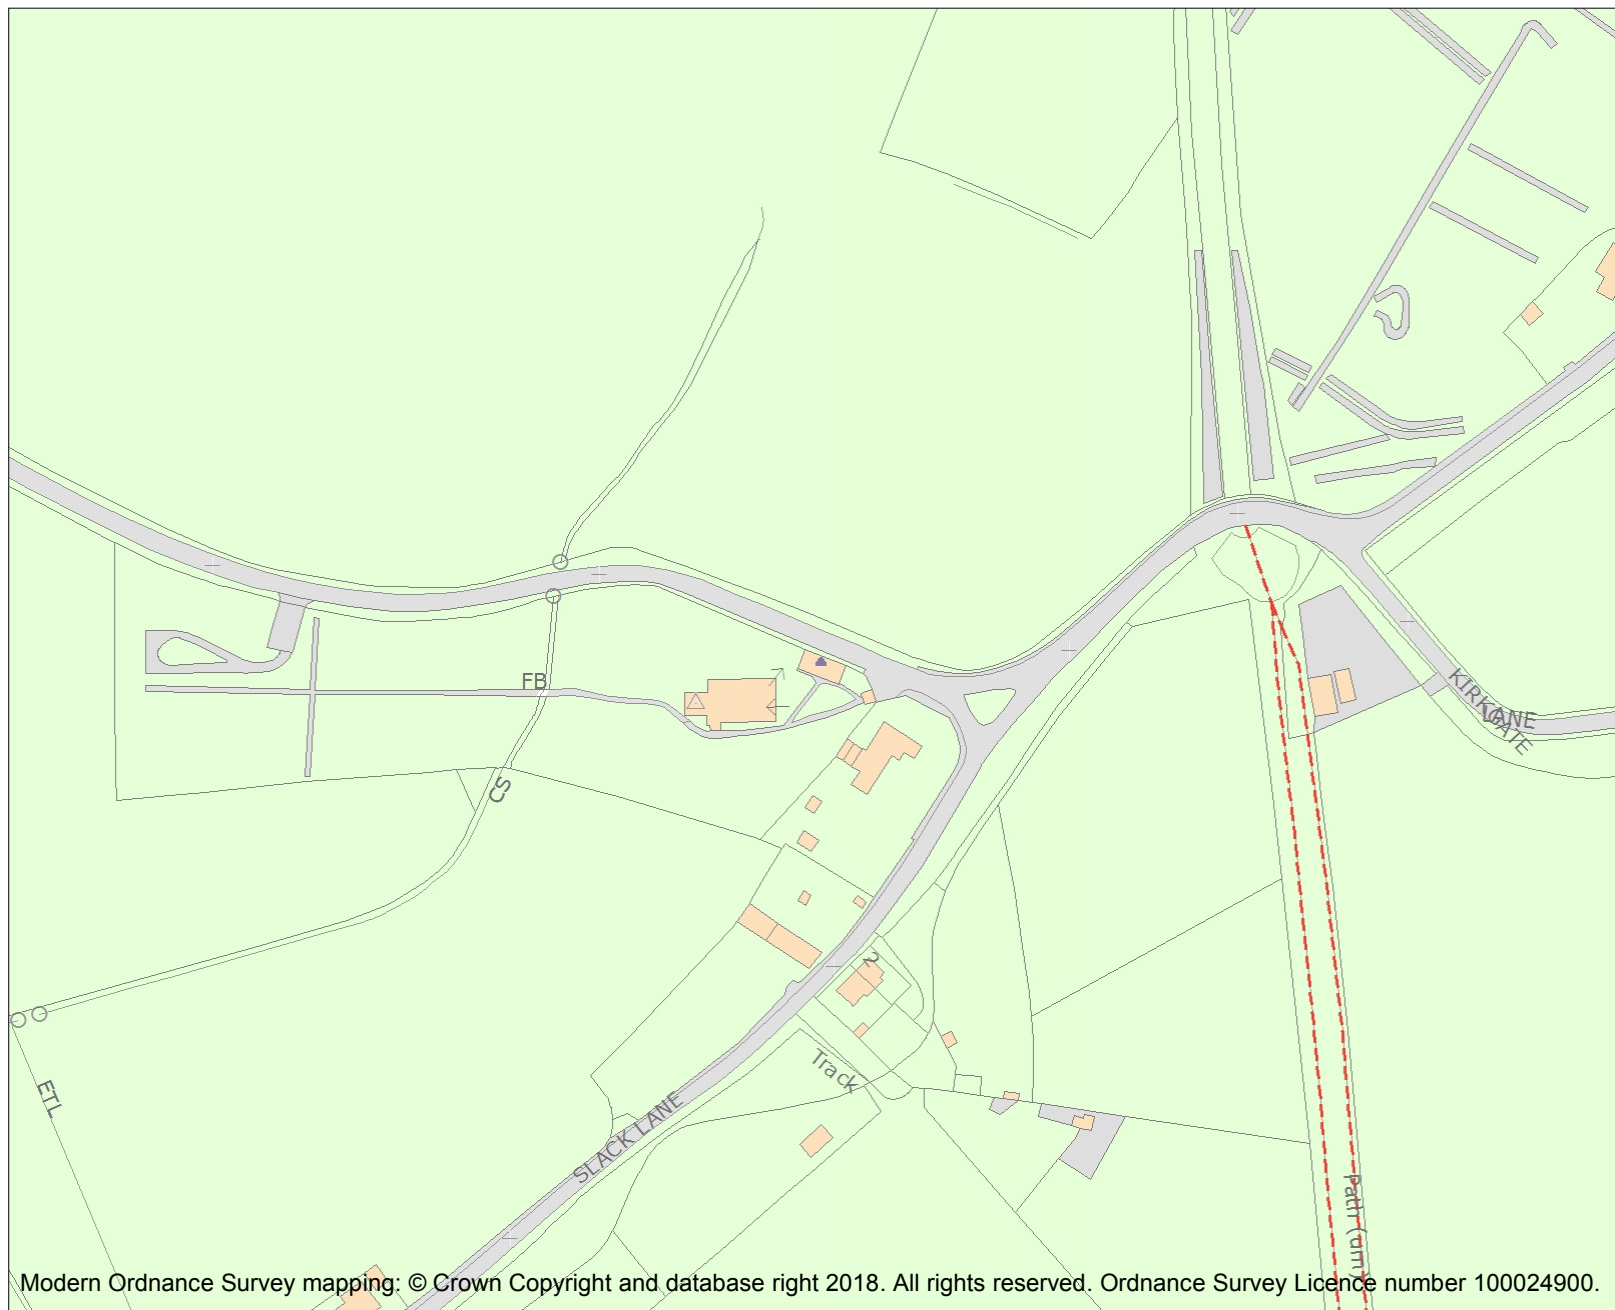 FB
KIRKGATE
LANE
CS
2
Track
ETL
SLACK LANE
Path (um)
Modern Ordnance Survey mapping: © Crown Copyright and database right 2018. All rights reserved. Ordnance Survey Licence number 100024900.